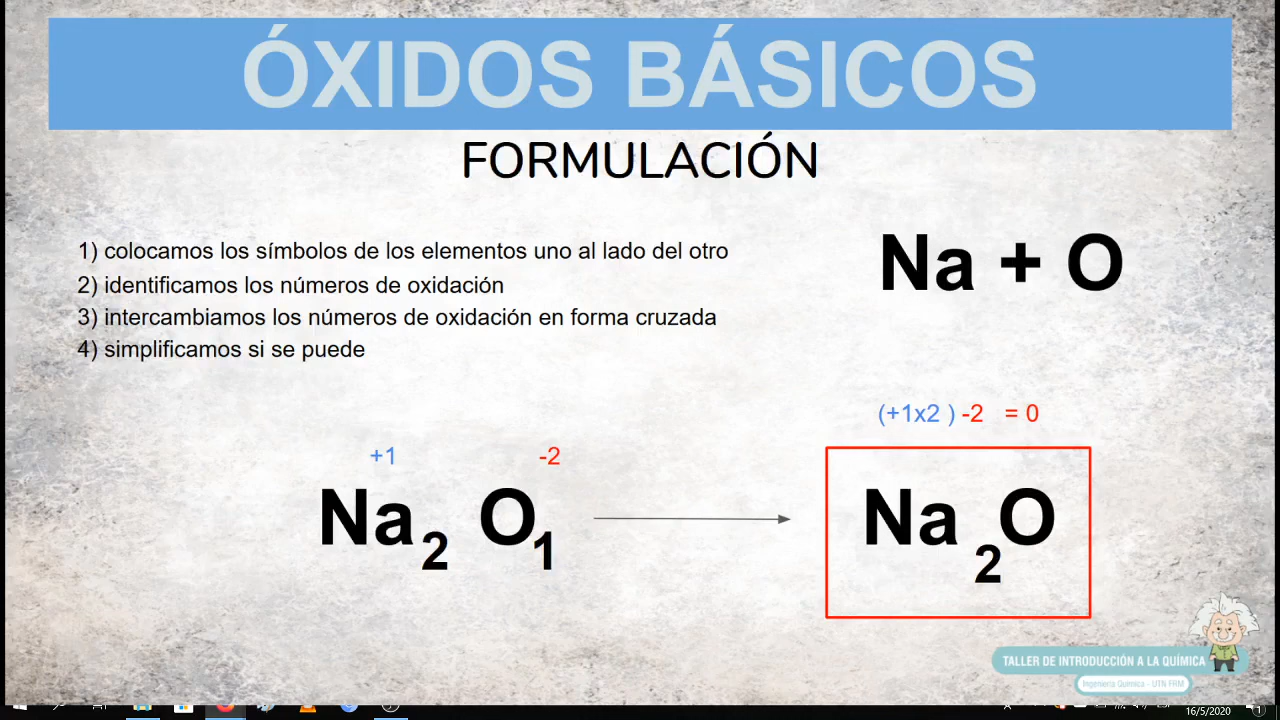 ÓXIDOS BÁSICOS
FORMULACIÓN
1) colocamos los símbolos de los elementos uno al lado del otro
2) identificamos los números de oxidación
3) intercambiamos los números de oxidación en forma cruzada
4) simplificamos si se puede
Na + O
(+1x2 ) -2 = 0
+1 -2
Na2 O1
Na2O
TALLER DE INTRODUCCIÓN A LA QUÍMICA
Ingeniería Química - UTN FRM
16/5/2020
1